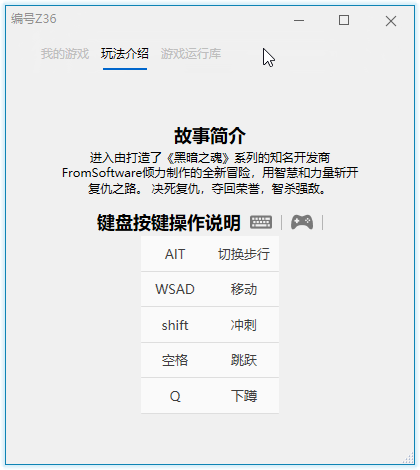 编号Z36
我的游戏 玩法介绍 游戏运行库
故事简介
进入由打造了《黑暗之魂》系列的知名开发商
FromSoftware倾力制作的全新冒险，用智慧和力量斩开
复仇之路。 决死复仇，夺回荣誉，智杀强敌。
键盘按键操作说明
AIT 切换步行
WSAD 移动
shift 冲刺
空格 跳跃
Q 下蹲